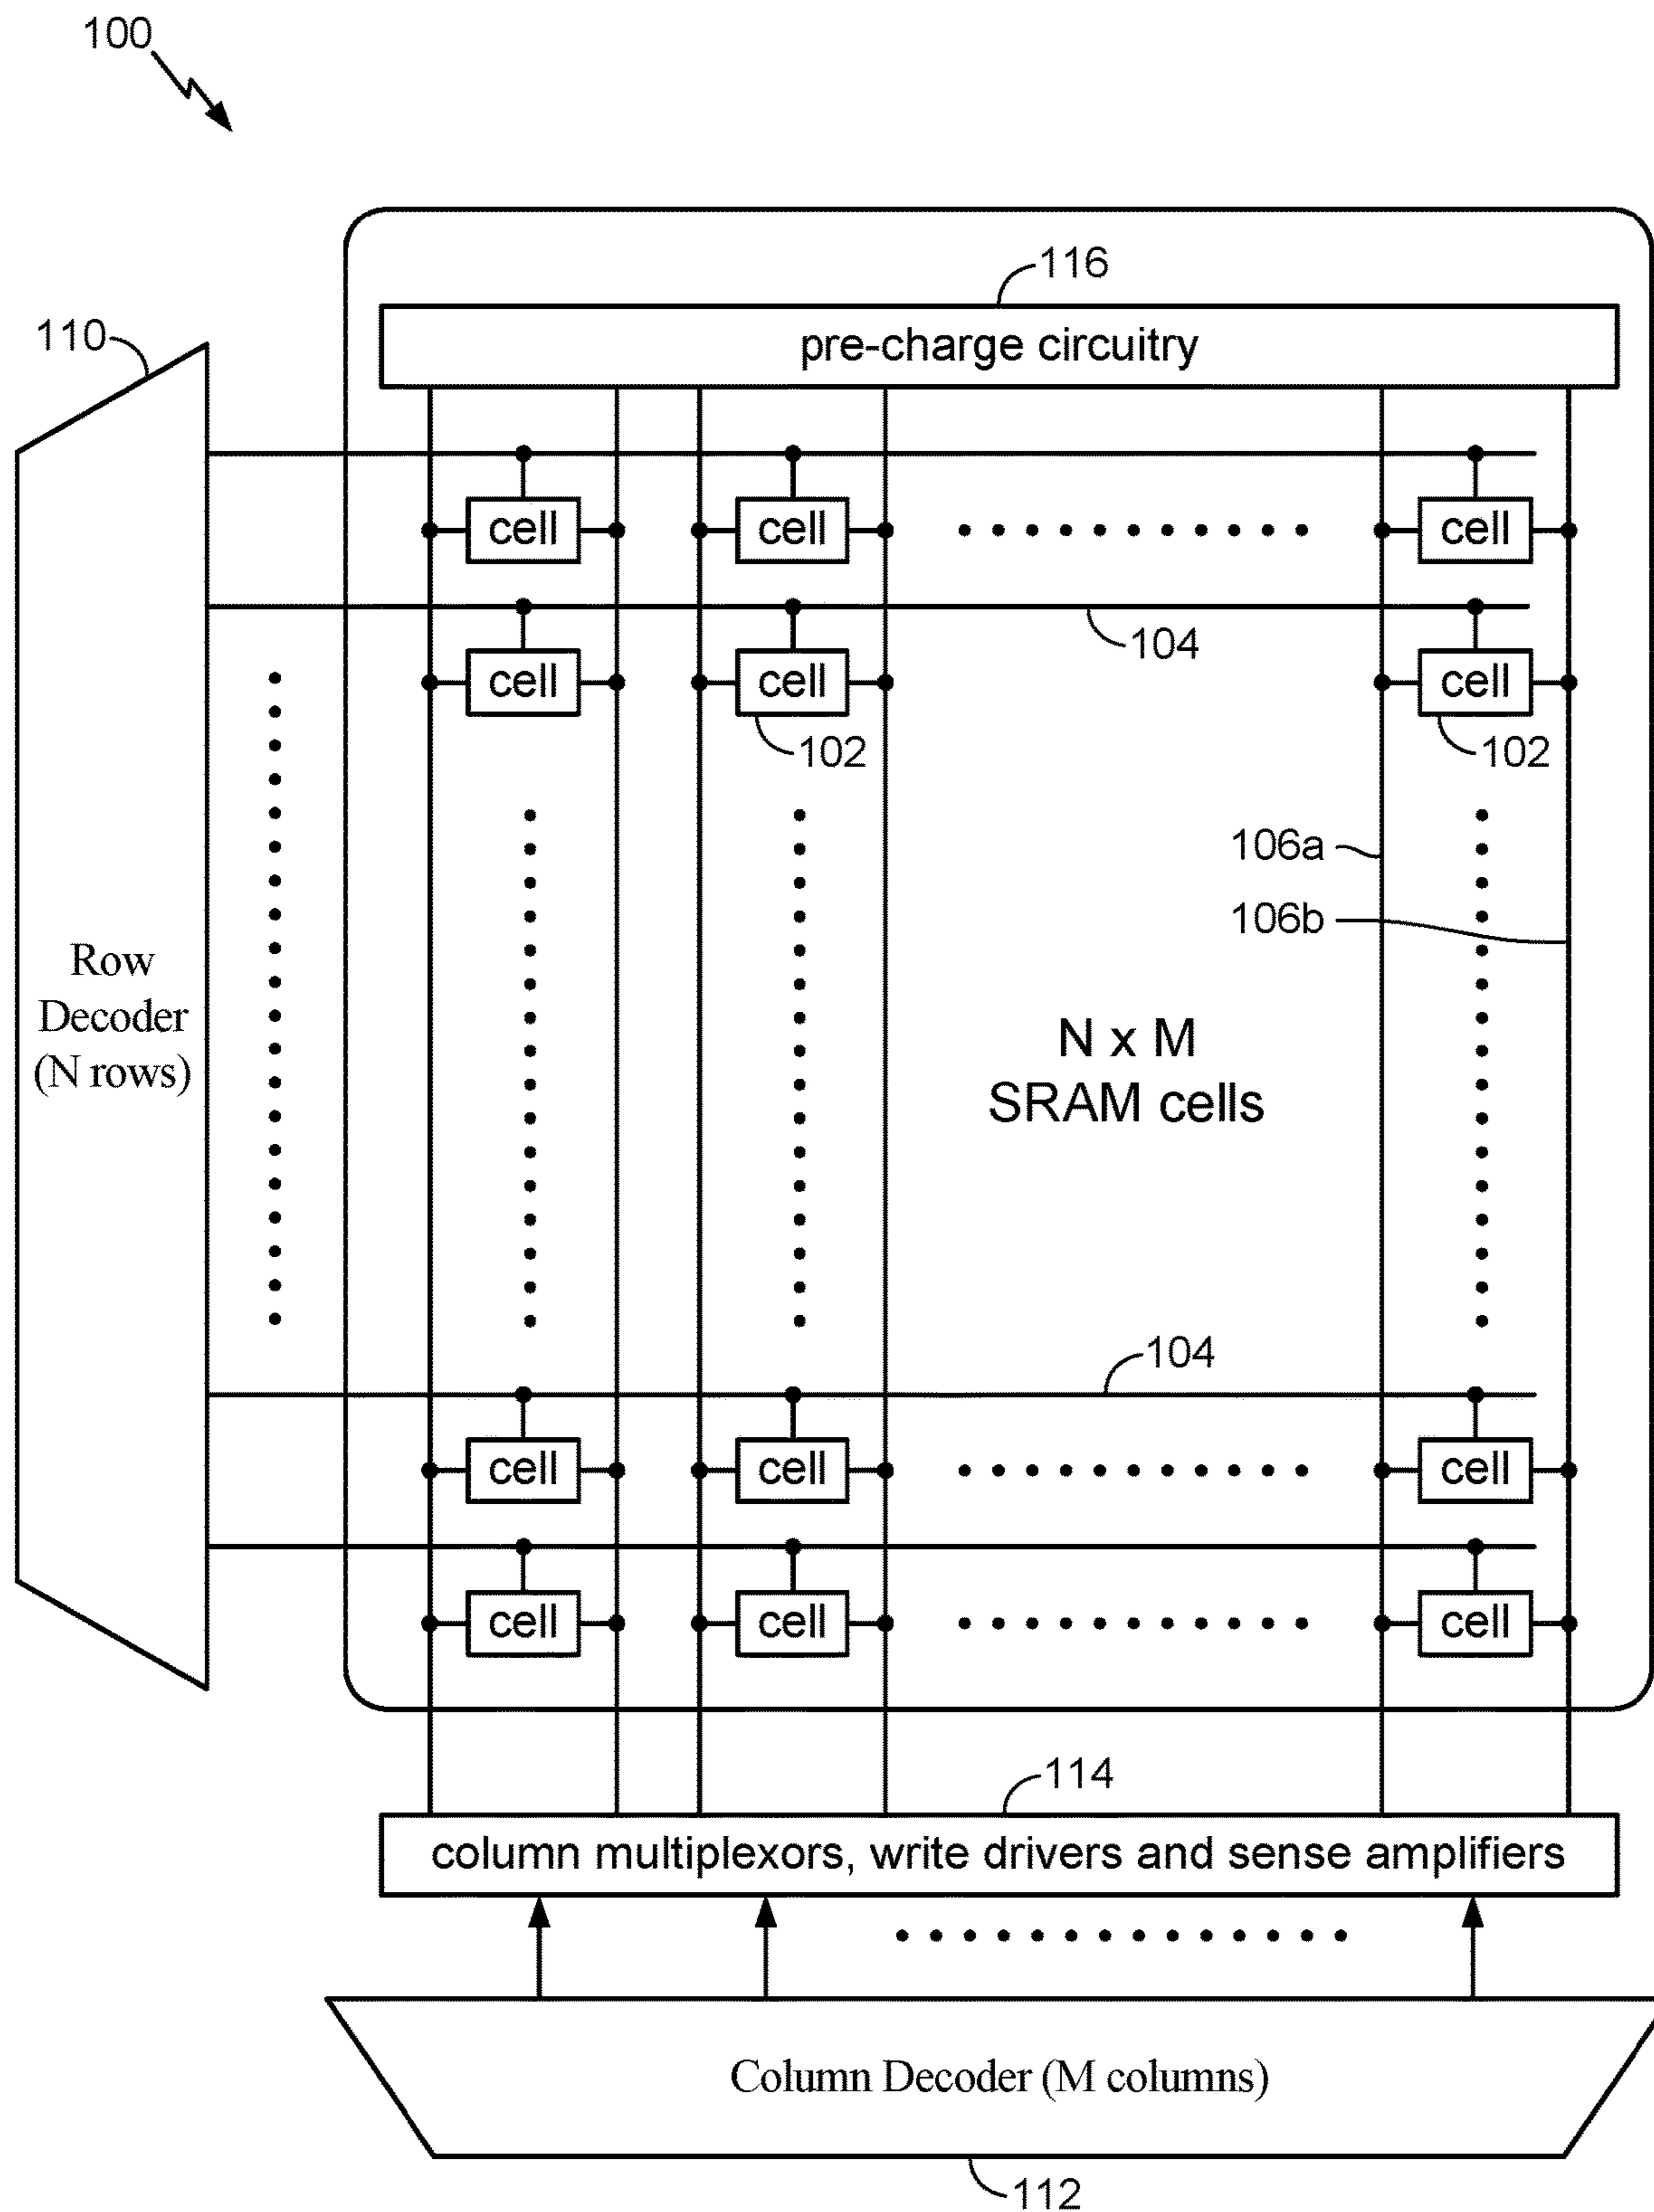 100
116
pre-charge circuitry
110
cell cell cell
104
cell cell cell
102 102
106a
106b
Row
Decoder
(N rows)
N x M
SRAM cells
104
cell cell cell
cell cell cell
114
column multiplexors, write drivers and sense amplifiers
Column Decoder (M columns)
112